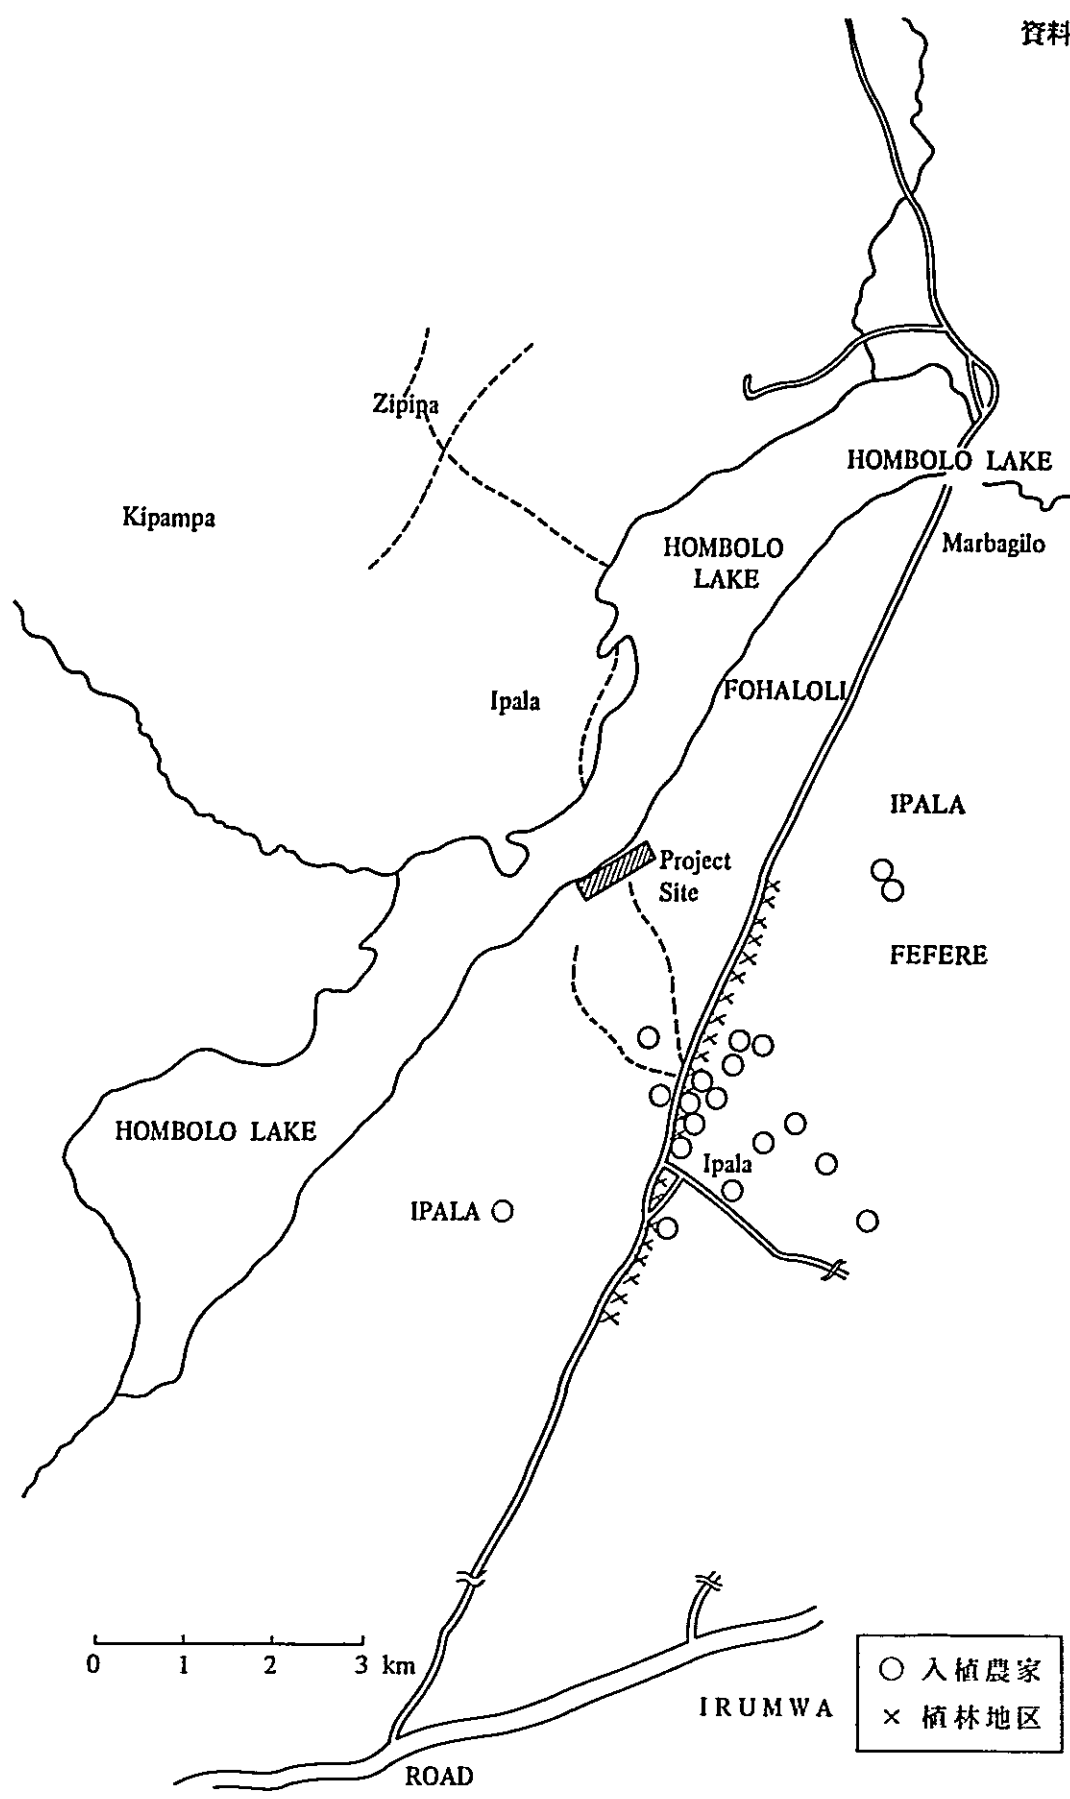 資料
Zipipa
HOMBOLO LAKE
Kipampa
Marbagilo
HOMBOLO
LAKE
Ipala
FOHALOLI
IPALA
Project
Site
FEFERE
HOMBOLO LAKE
Ipala
IPALA
0 1 2 3 km
○ 入植農家
× 植林地区
IRUMWA
ROAD